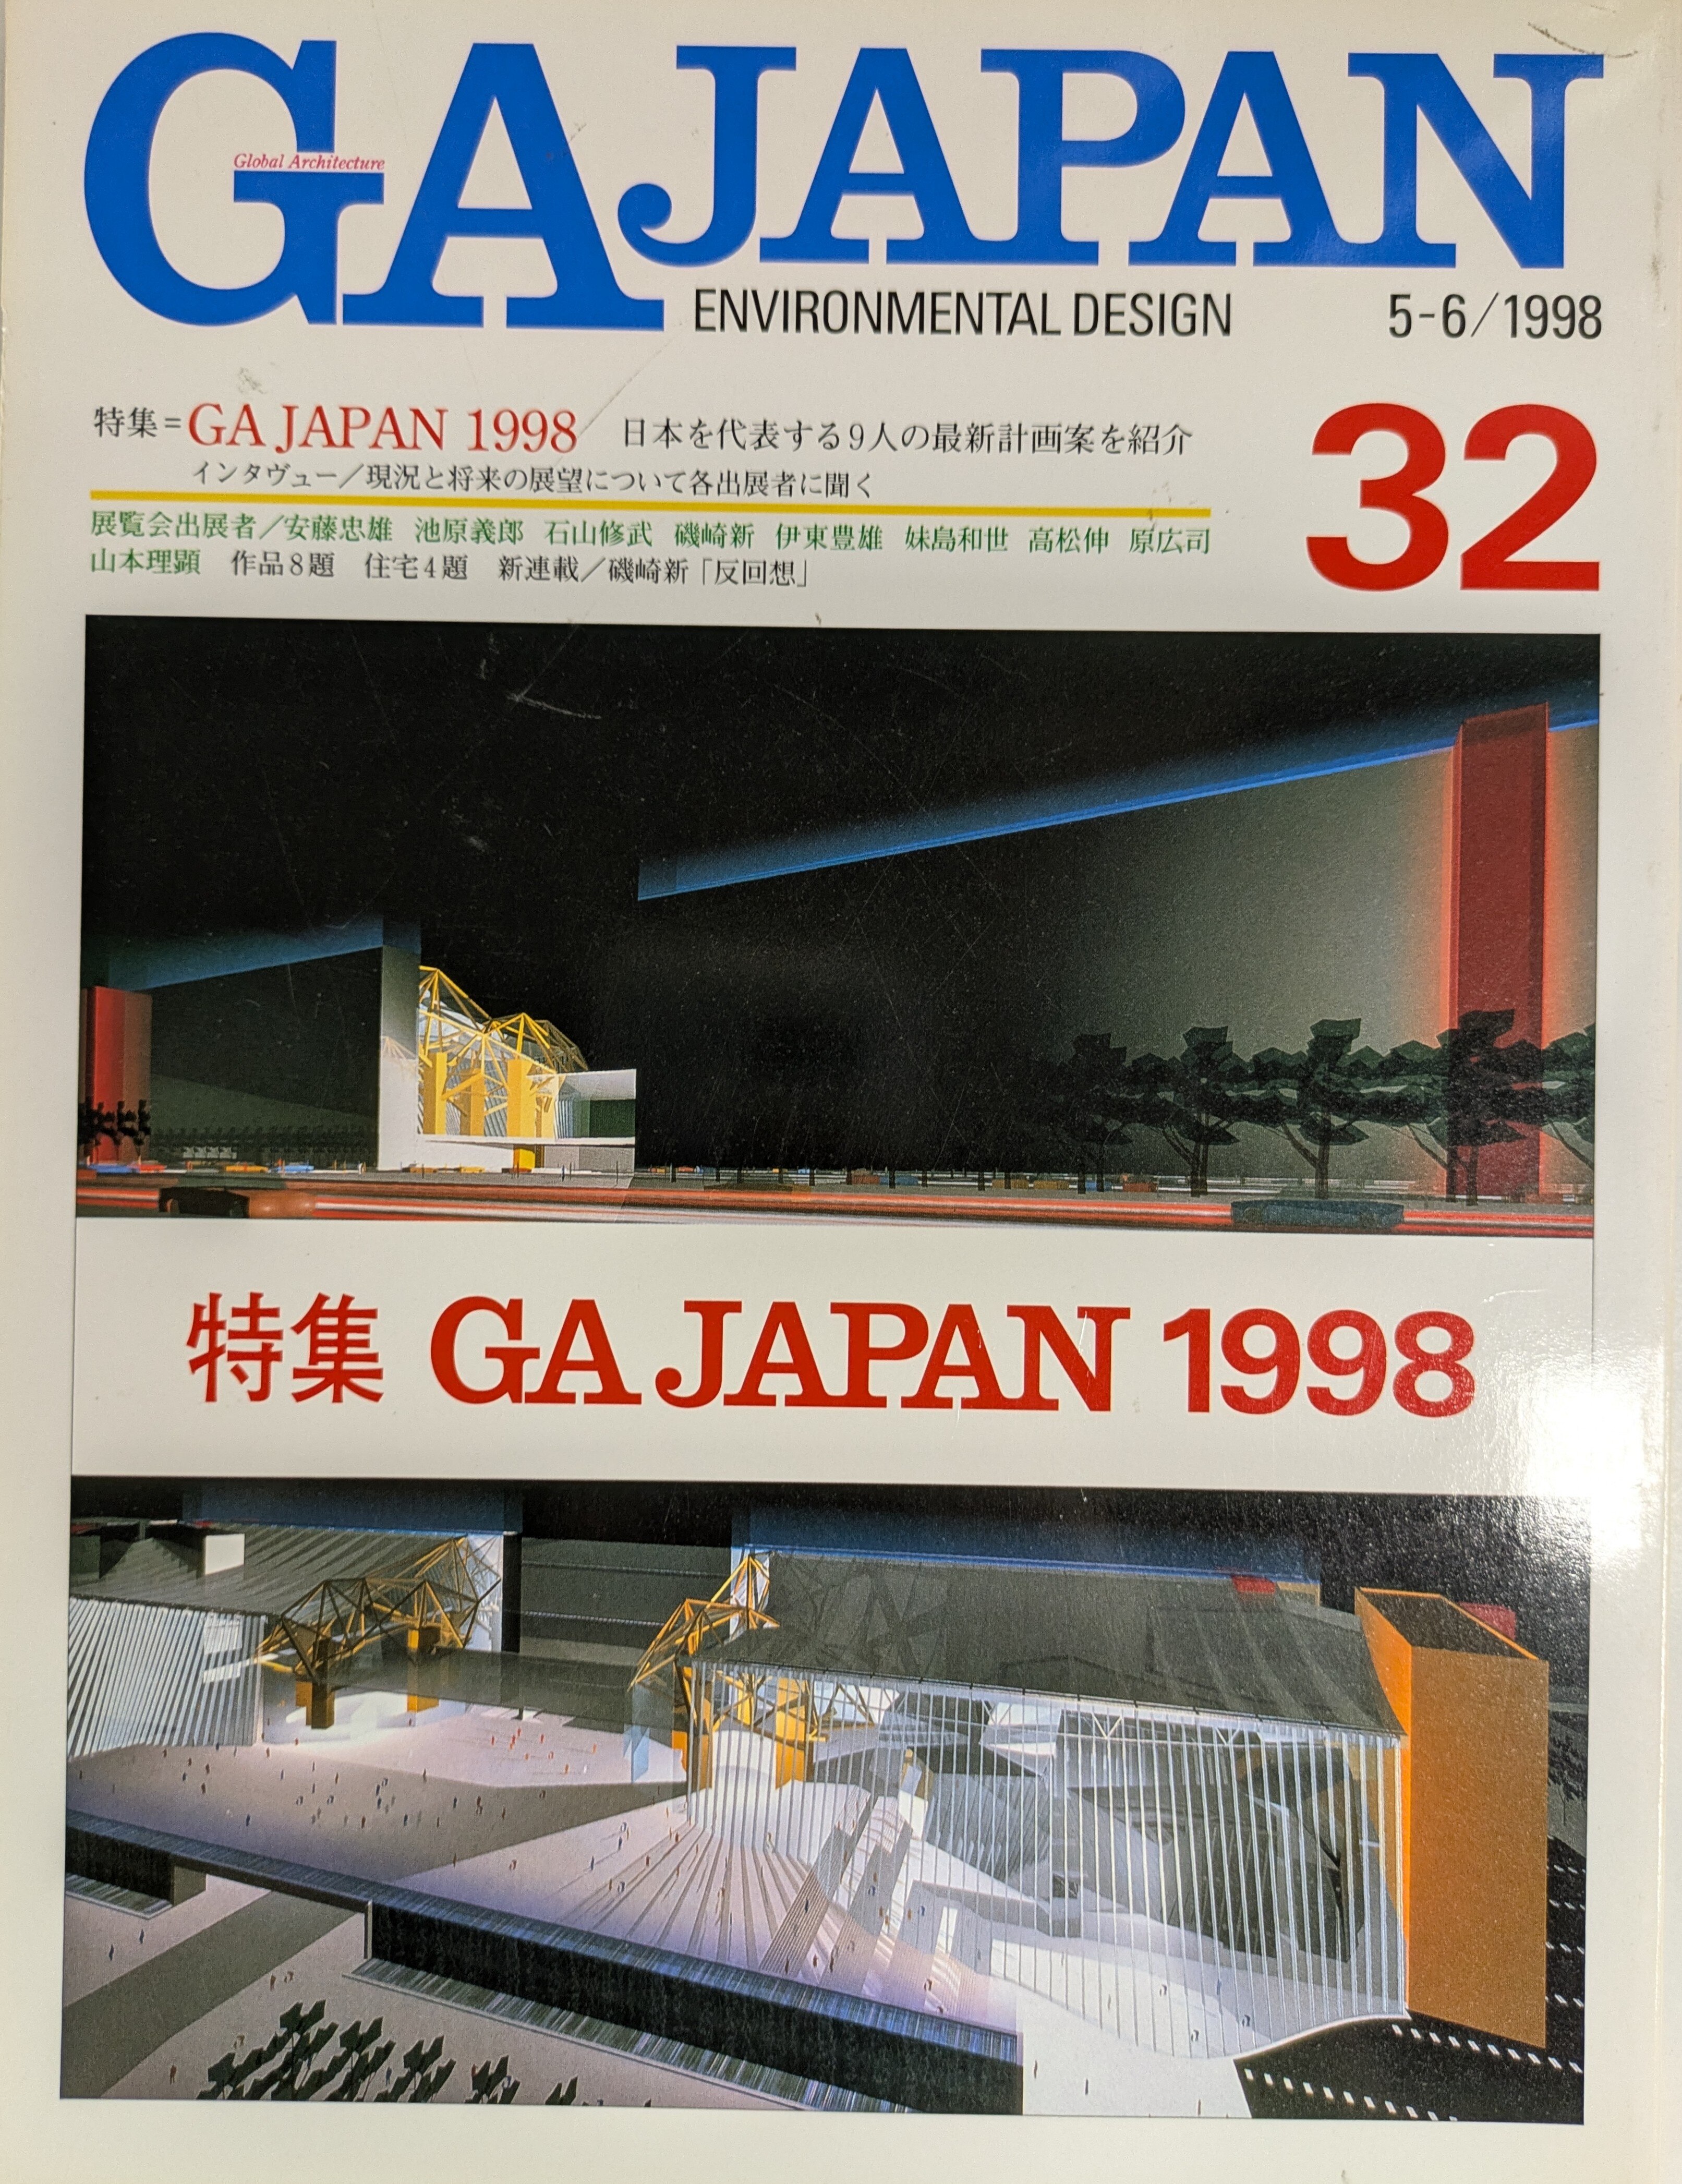 GA JAPAN
Global Architecture
ENVIRONMENTAL DESIGN 5-6/1998
特集=GA JAPAN 1998 日本を代表する9人の最新計画案を紹介
インタヴュー/現況と将来の展望について各出展者に聞く
32
展覧会出展者/安藤忠雄 池原義郎 石山修武 磯崎新 伊東豊雄 妹島和世 高松伸 原広司
山本理顕 作品8題 住宅4題 新連載/磯崎新「反回想」
特集 GA JAPAN 1998